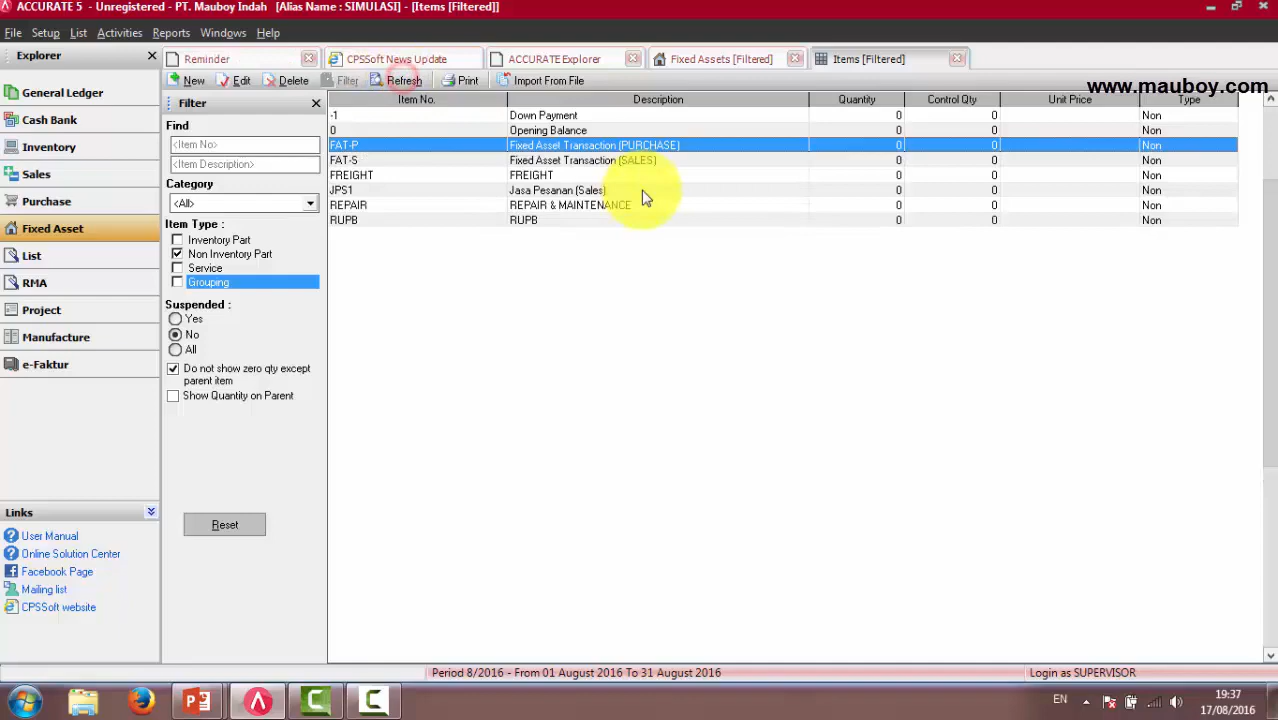 ACCURATE 5 - Unregistered - PT. Mauboy Indah [Alias Name : SIMULASI] - [Items [Filtered]]
File Setup List Activities Reports Windows Help
Explorer
Reminder
CPSSoft News Update
ACCURATE Explorer
Fixed Assets [Filtered]
Items [Filtered]
New Edit Delete Filter Refresh Print Import From File
www.mauboy.com
General Ledger
Cash Bank
Inventory
Sales
Purchase
Fixed Asset
List
RMA
Project
Manufacture
e-Faktur
Links
User Manual
Online Solution Center
Facebook Page
Mailing list
CPSSoft website
Filter
Find
<Item No>
<Item Description>
Category
<All>
Item Type :
Inventory Part
Non Inventory Part
Service
Grouping
Suspended :
Yes
No
All
Do not show zero qty except
parent item
Show Quantity on Parent
Reset
Item No. Description Quantity Control Qty Unit Price Type
-1 Down Payment 0 0 Non
0 Opening Balance 0 0 Non
FAT-P Fixed Asset Transaction (PURCHASE) 0 0 Non
FAT-S Fixed Asset Transaction (SALES) 0 0 Non
FREIGHT FREIGHT 0 0 Non
JPS1 Jasa Pesanan (Sales) 0 0 Non
REPAIR REPAIR & MAINTENANCE 0 0 Non
RUPB RUPB 0 0 Non
Period 8/2016 - From 01 August 2016 To 31 August 2016
Login as SUPERVISOR
EN
19:37
17/08/2016